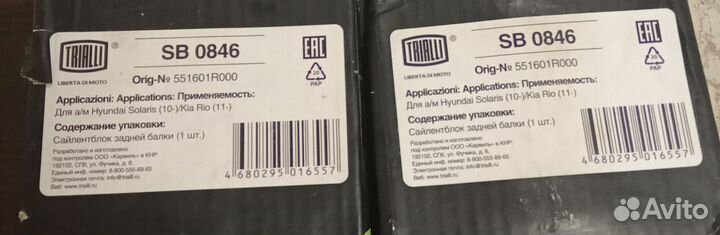 TRIALLI
LIBERTA DI MOTO
SB 0846
EAC
Orig-№ 551601R000
20
PAP
Applicazioni: Applications: Применяемость:
Для а/м Hyundai Solaris (10-)/Kia Rio (11-)
Содержание упаковки:
Сайлентблок задней балки (1 шт.)
Разработано и изготовлено
под контролем ООО «Карвиль» в КНР
192102, СПб, ул. Фучика, д. 8,
Единый инф. номер: 8-800-555-89-65
Электронная почта: info@trialli.ru
Веб: www.trialli.ru
4 680295 016557
TRIALLI
LIBERTA DI MOTO
SB 0846
EAC
Orig-№ 551601R000
20
PAP
Applicazioni: Applications: Применяемость:
Для а/м Hyundai Solaris (10-)/Kia Rio (11-)
Содержание упаковки:
Сайлентблок задней балки (1 шт.)
Разработано и изготовлено
под контролем ООО «Карвиль» в КНР
192102, СПб, ул. Фучика, д. 8,
Единый инф. номер: 8-800-555-89-65
Электронная почта: info@trialli.ru
Веб: www.trialli.ru
4 680295 016557
Avito